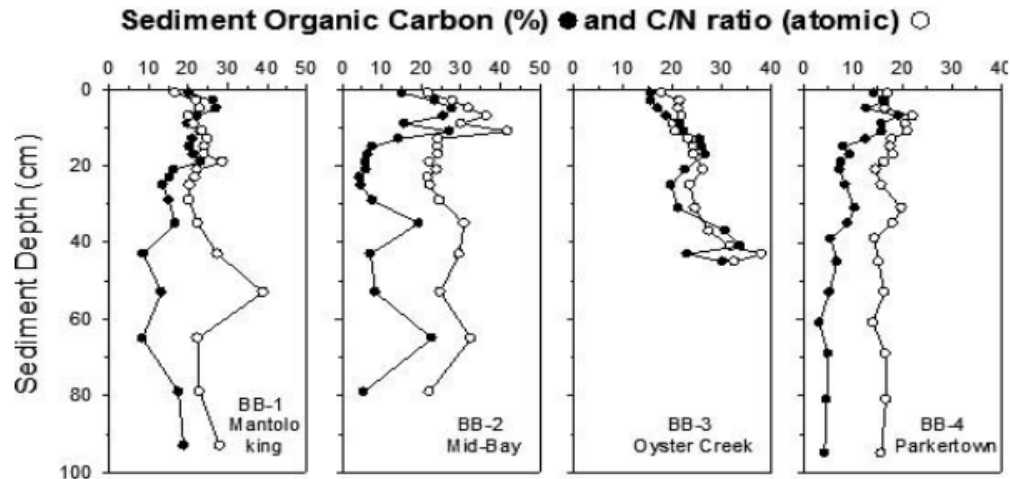 Sediment Organic Carbon (%) ● and C/N ratio (atomic) ○
0 10 20 30 40 50 0 10 20 30 40 50 0 10 20 30 40 0 10 20 30 40
0
20
40
60
80
100
Sediment Depth (cm)
BB-1
Mantolo
king
BB-2
Mid-Bay
BB-3
Oyster Creek
BB-4
Parkertown